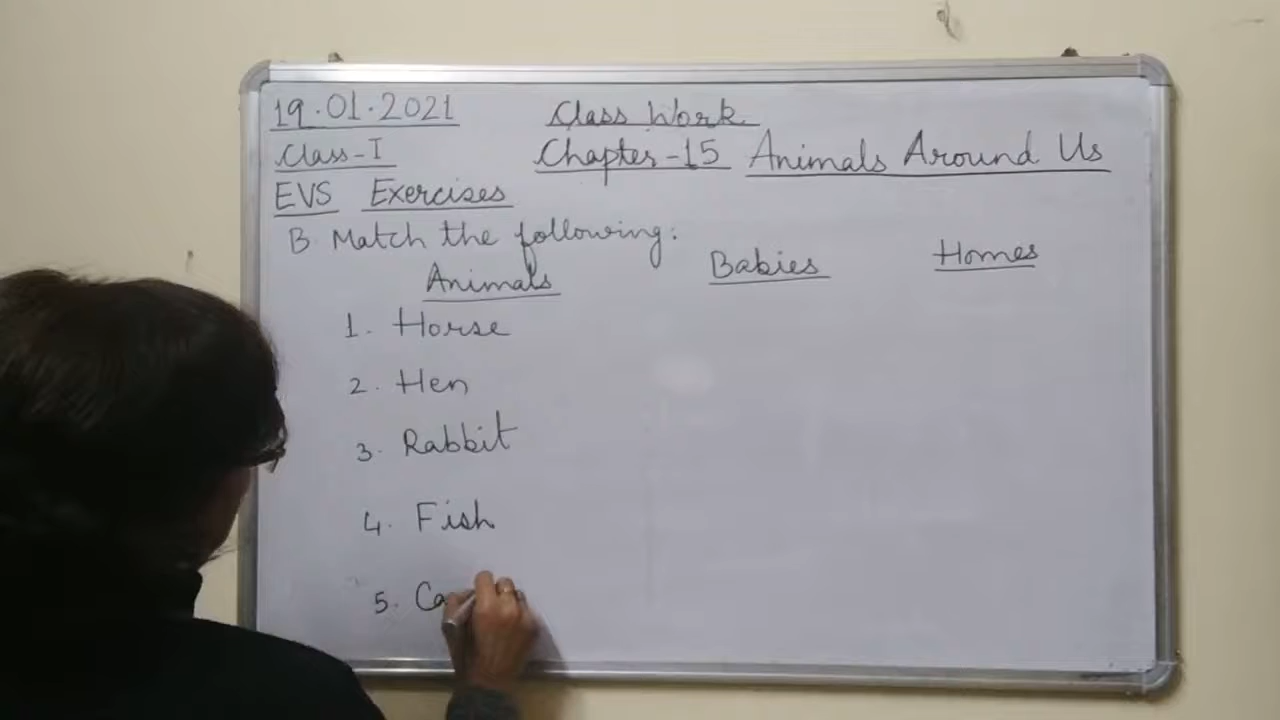 19.01.2021 Class Work
Class-I Chapter-15 Animals Around Us
EVS Exercises
B Match the following:
Animals Babies Homes
1. Horse
2. Hen
3. Rabbit
4. Fish
5. Ca